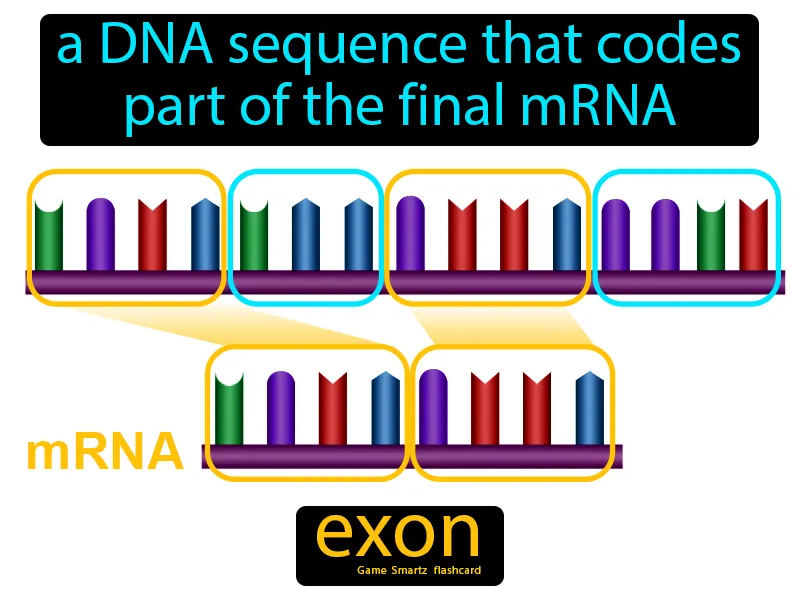 a DNA sequence that codes
part of the final mRNA
mRNA
exon
Game Smartz flashcard